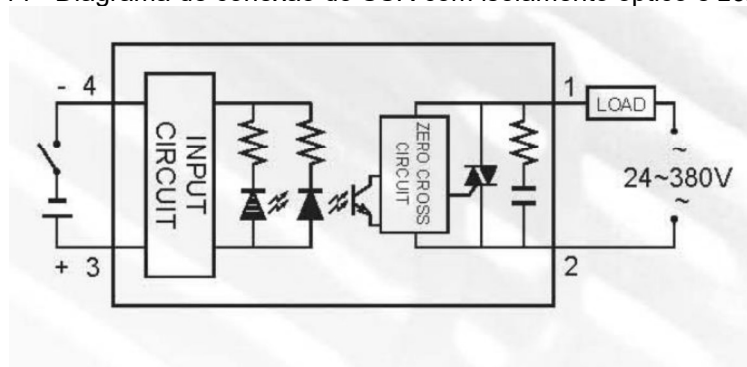 Diagrama de conexão do SSR com isolamento óptico e
- 4
1
LOAD
INPUT
CIRCUIT
ZERO CROSS
CIRCUIT
~
24~380V
~
+ 3
2